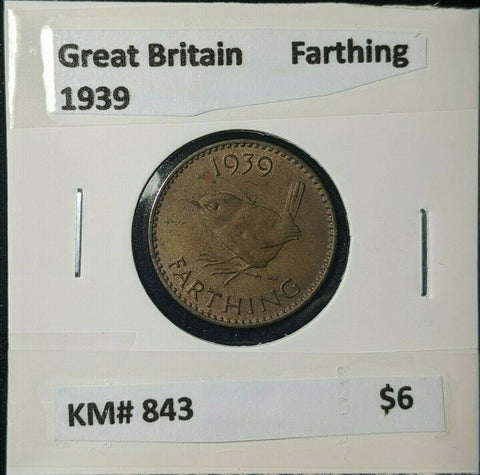 Great Britain Farthing
1939
1939
FARTHING
KM# 843 $6